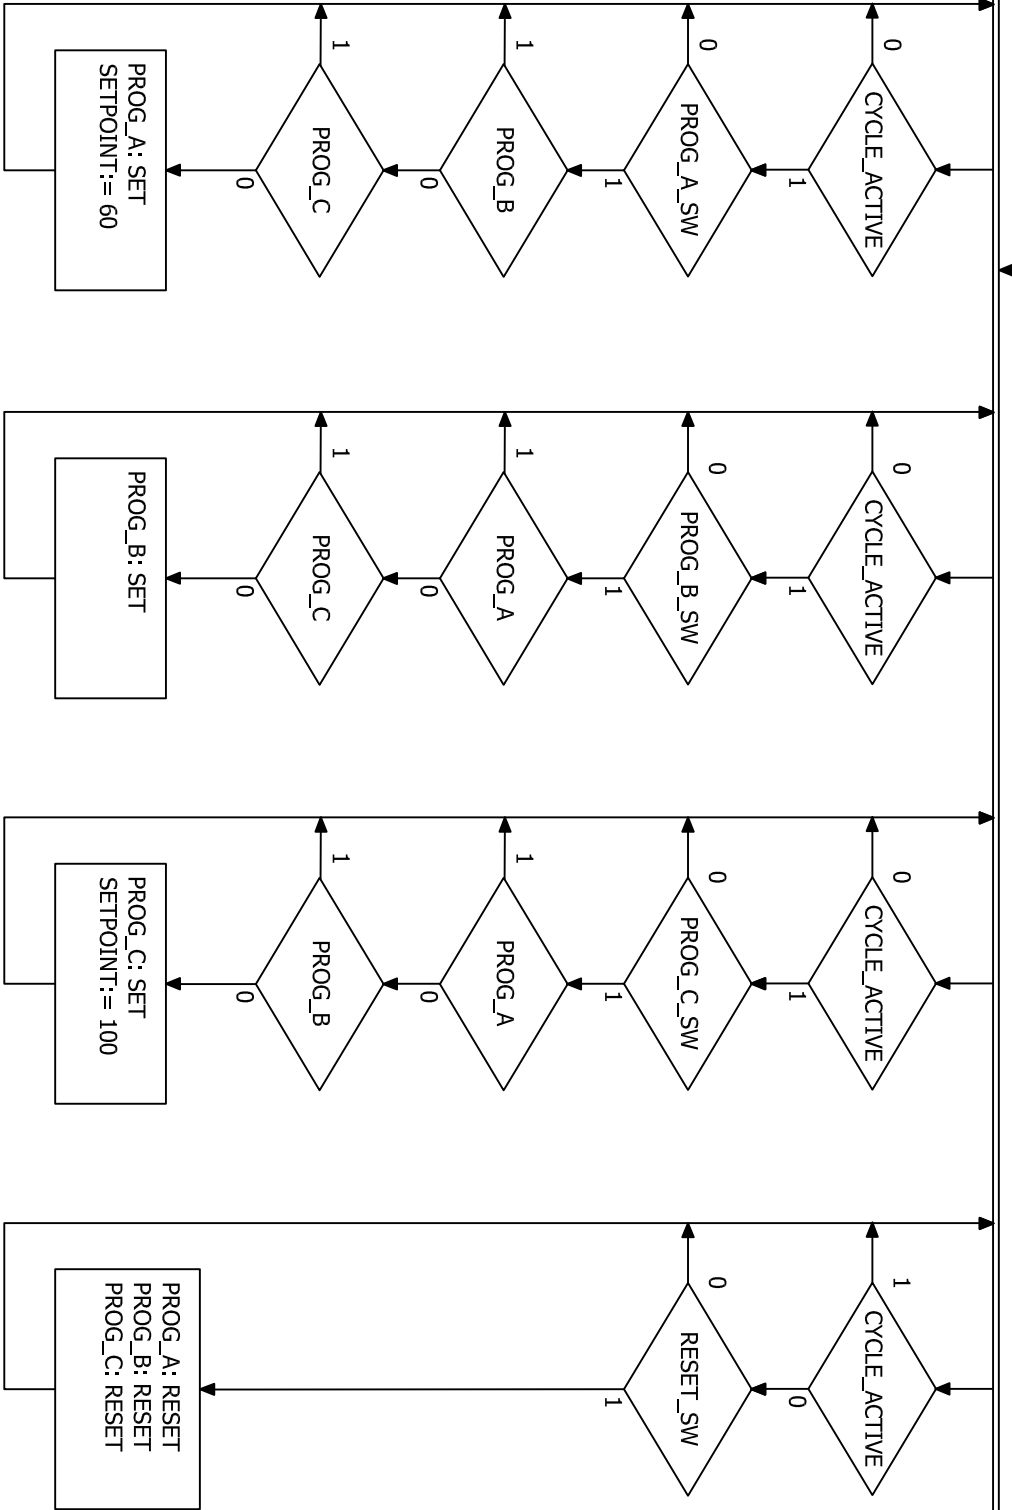 0
CYCLE_ACTIVE
1
0
PROG_A_SW
1
1
PROG_B
0
1
PROG_C
0
PROG_A: SET
SETPOINT:= 60
0
CYCLE_ACTIVE
1
0
PROG_B_SW
1
1
PROG_A
0
1
PROG_C
0
PROG_B: SET
0
CYCLE_ACTIVE
1
0
PROG_C_SW
1
1
PROG_A
0
1
PROG_B
0
PROG_C: SET
SETPOINT:= 100
1
CYCLE_ACTIVE
0
0
RESET_SW
1
PROG_A: RESET
PROG_B: RESET
PROG_C: RESET